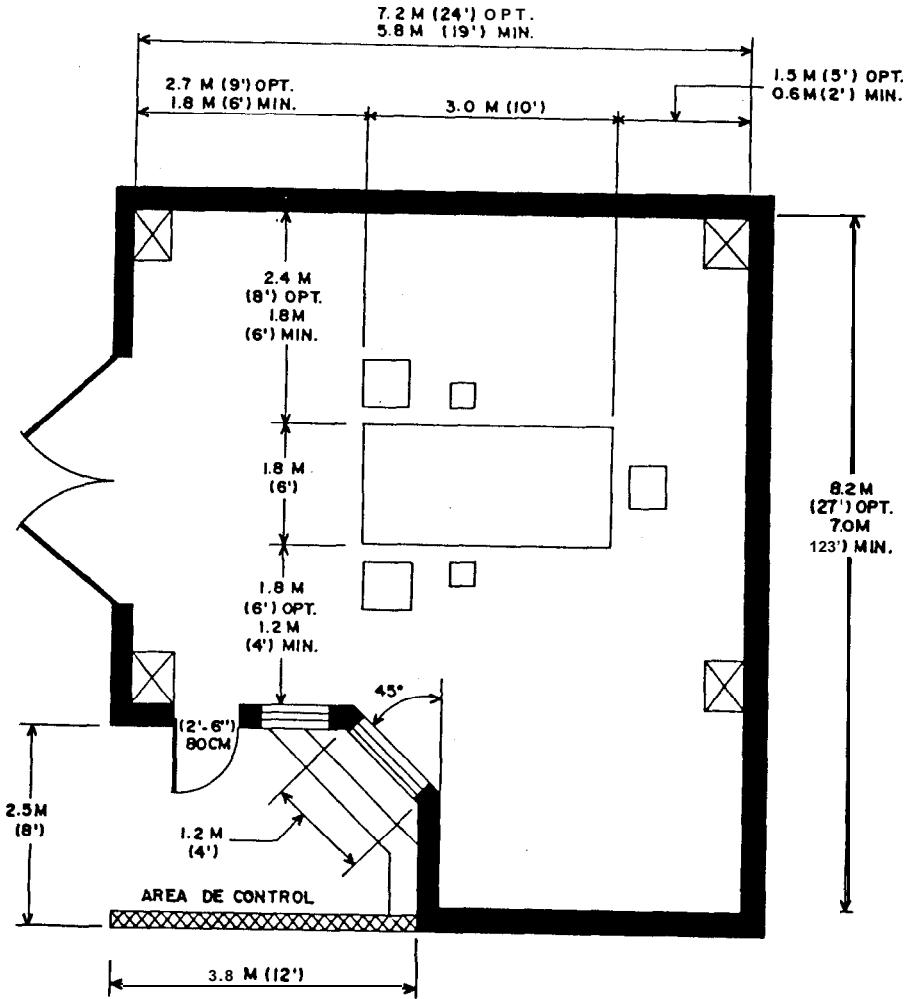 7.2 M (24') OPT.
5.8 M (19') MIN.
2.7 M (9') OPT.
1.8 M (6') MIN.
3.0 M (10')
1.5 M (5') OPT.
0.6M (2') MIN.
2.4 M
(8') OPT.
1.8M
(6') MIN.
1.8 M
(6')
8.2M
(27') OPT.
7.0M
123') MIN.
1.8 M
(6') OPT.
1.2 M
(4') MIN.
45°
(2'-6")
80CM
2.5M
(8')
1.2 M
(4')
AREA DE CONTROL
3.8 M (12')